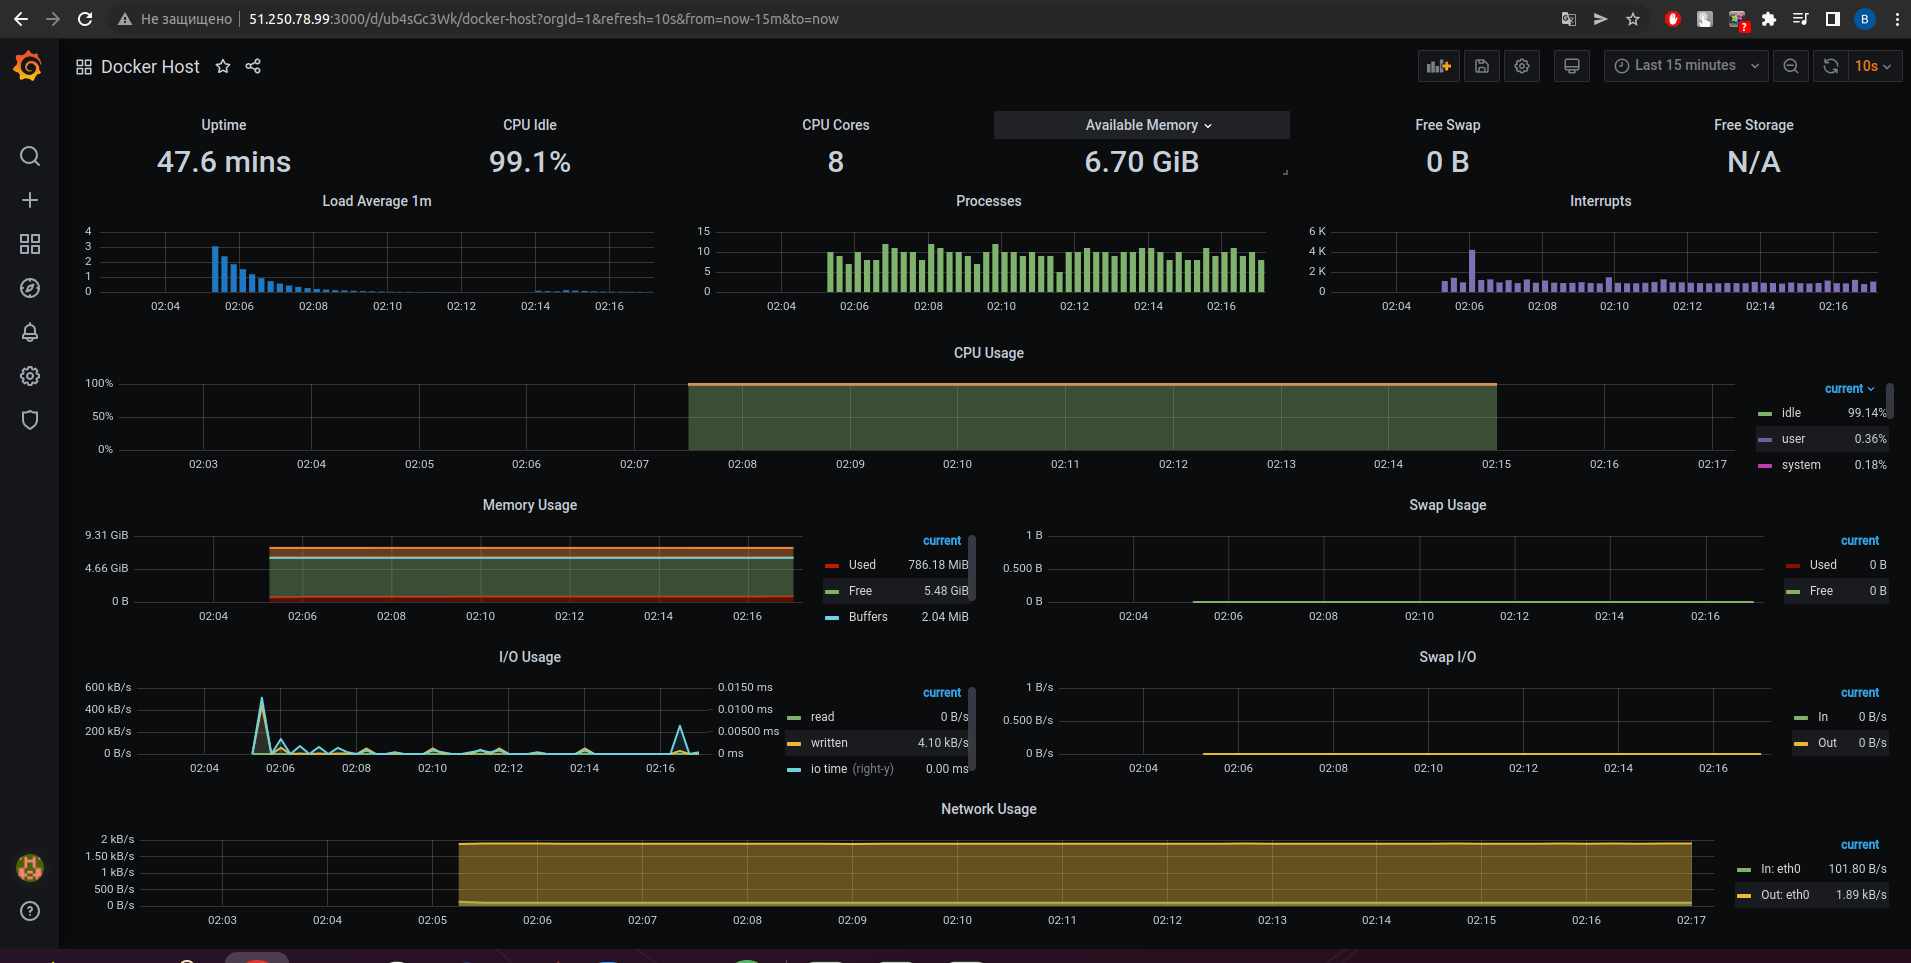 Не защищено
51.250.78.99:3000/d/ub4sGc3Wk/docker-host?orgId=1&refresh=10s&from=now-15m&to=now
?
B
Docker Host
Last 15 minutes
10s
Uptime
47.6 mins
CPU Idle
99.1%
CPU Cores
8
Available Memory
6.70 GiB
Free Swap
0 B
Free Storage
N/A
Load Average 1m
4
3
2
1
0
02:04 02:06 02:08 02:10 02:12 02:14 02:16
Processes
15
10
5
0
02:04 02:06 02:08 02:10 02:12 02:14 02:16
Interrupts
6 K
4 K
2 K
0
02:04 02:06 02:08 02:10 02:12 02:14 02:16
CPU Usage
100%
50%
0%
02:03 02:04 02:05 02:06 02:07 02:08 02:09 02:10 02:11 02:12 02:13 02:14 02:15 02:16 02:17
current
idle 99.14%
user 0.36%
system 0.18%
Memory Usage
9.31 GiB
4.66 GiB
0 B
02:04 02:06 02:08 02:10 02:12 02:14 02:16
current
Used 786.18 MiB
Free 5.48 GiB
Buffers 2.04 MiB
Swap Usage
1 B
0.500 B
0 B
02:04 02:06 02:08 02:10 02:12 02:14 02:16
current
Used 0 B
Free 0 B
I/O Usage
600 kB/s
400 kB/s
200 kB/s
0 B/s
0.0150 ms
0.0100 ms
0.00500 ms
0 ms
02:04 02:06 02:08 02:10 02:12 02:14 02:16
current
read 0 B/s
written 4.10 kB/s
io time (right-y) 0.00 ms
Swap I/O
1 B/s
0.500 B/s
0 B/s
02:04 02:06 02:08 02:10 02:12 02:14 02:16
current
In 0 B/s
Out 0 B/s
Network Usage
2 kB/s
1.50 kB/s
1 kB/s
500 B/s
0 B/s
02:03 02:04 02:05 02:06 02:07 02:08 02:09 02:10 02:11 02:12 02:13 02:14 02:15 02:16 02:17
current
In: eth0 101.80 B/s
Out: eth0 1.89 kB/s